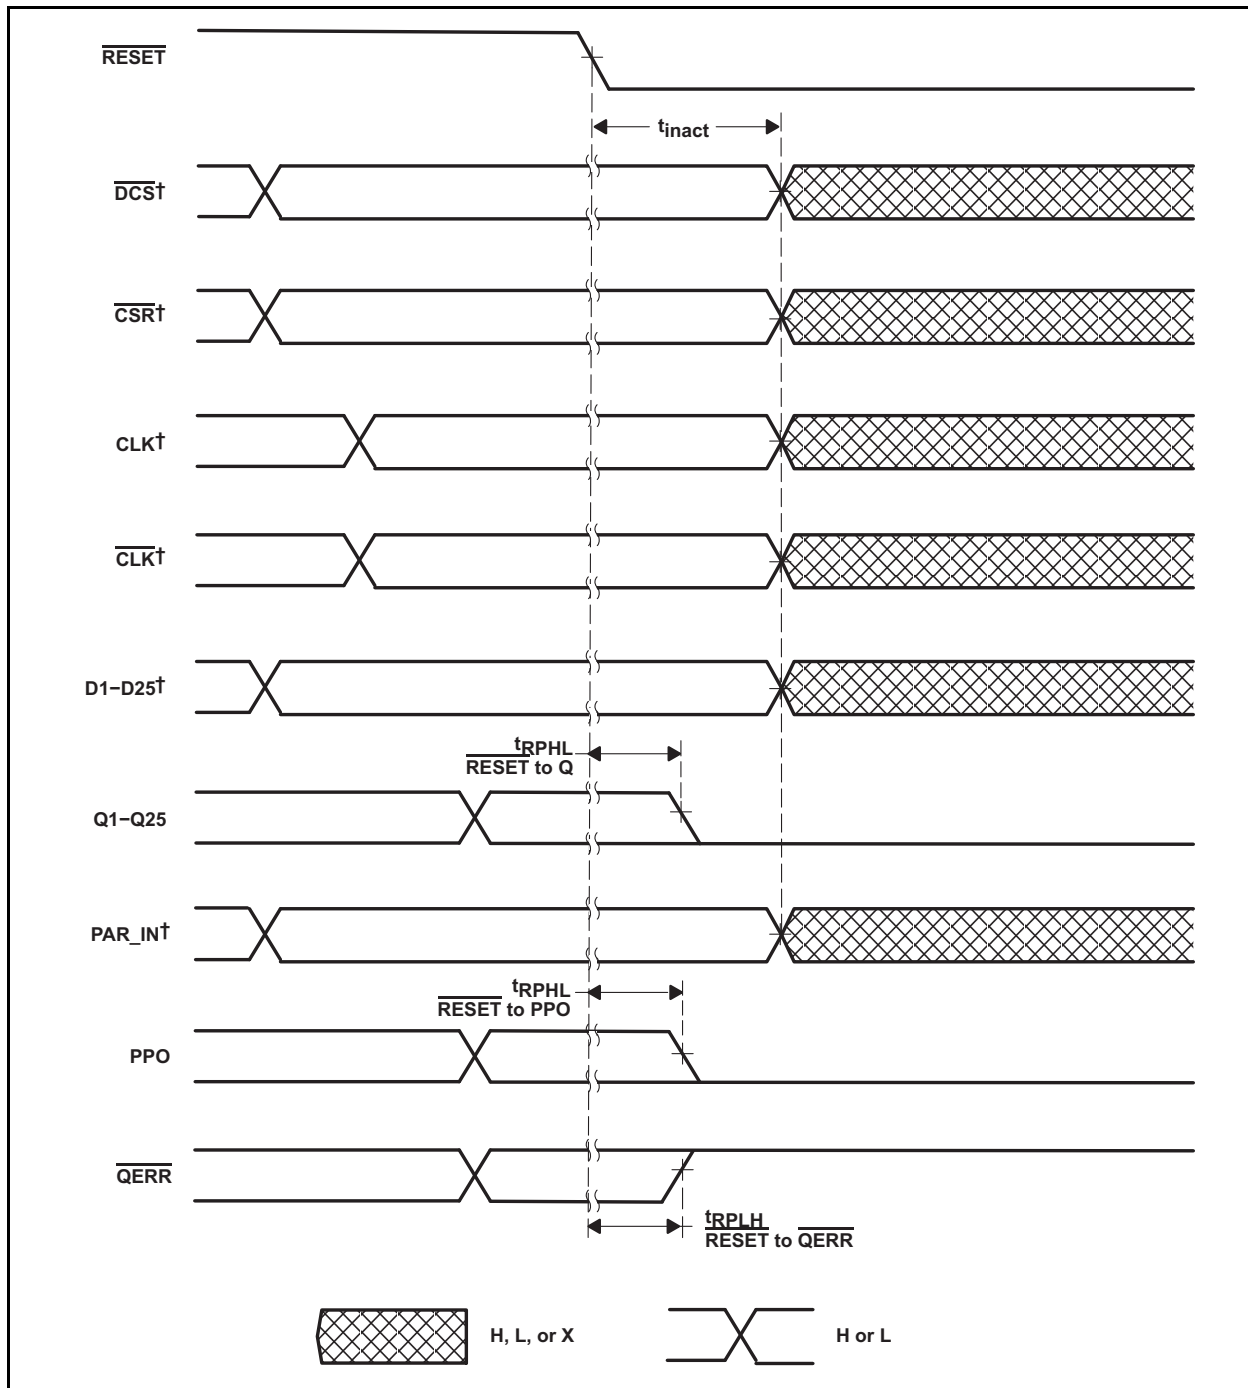 RESET
tinact
DCS†
CSR†
CLK†
CLK†
D1−D25†
tRPHL
RESET to Q
Q1−Q25
PAR_IN†
tRPHL
RESET to PPO
PPO
QERR
tRPLH
RESET to QERR
H, L, or X
H or L